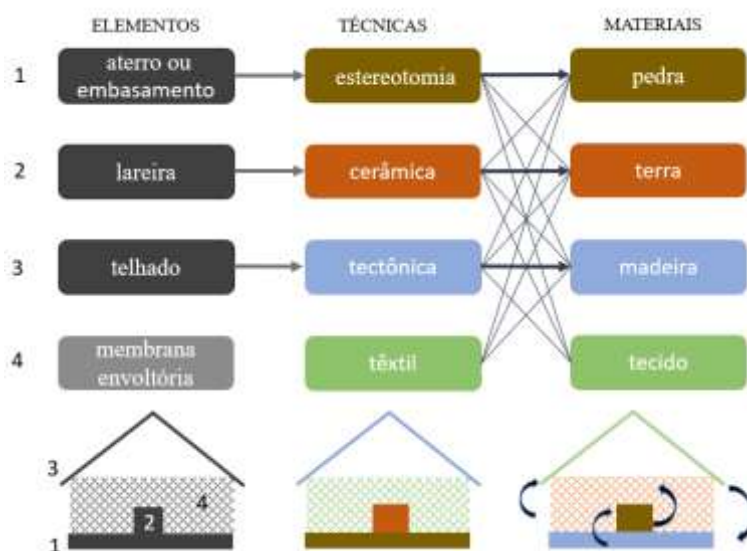 ELEMENTOS TÉCNICAS MATERIAIS
1 aterro ou embasamento estereotomia pedra
2 lareira cerâmica terra
3 telhado tectônica madeira
4 membrana envoltória têxtil tecido
3
4
2
1